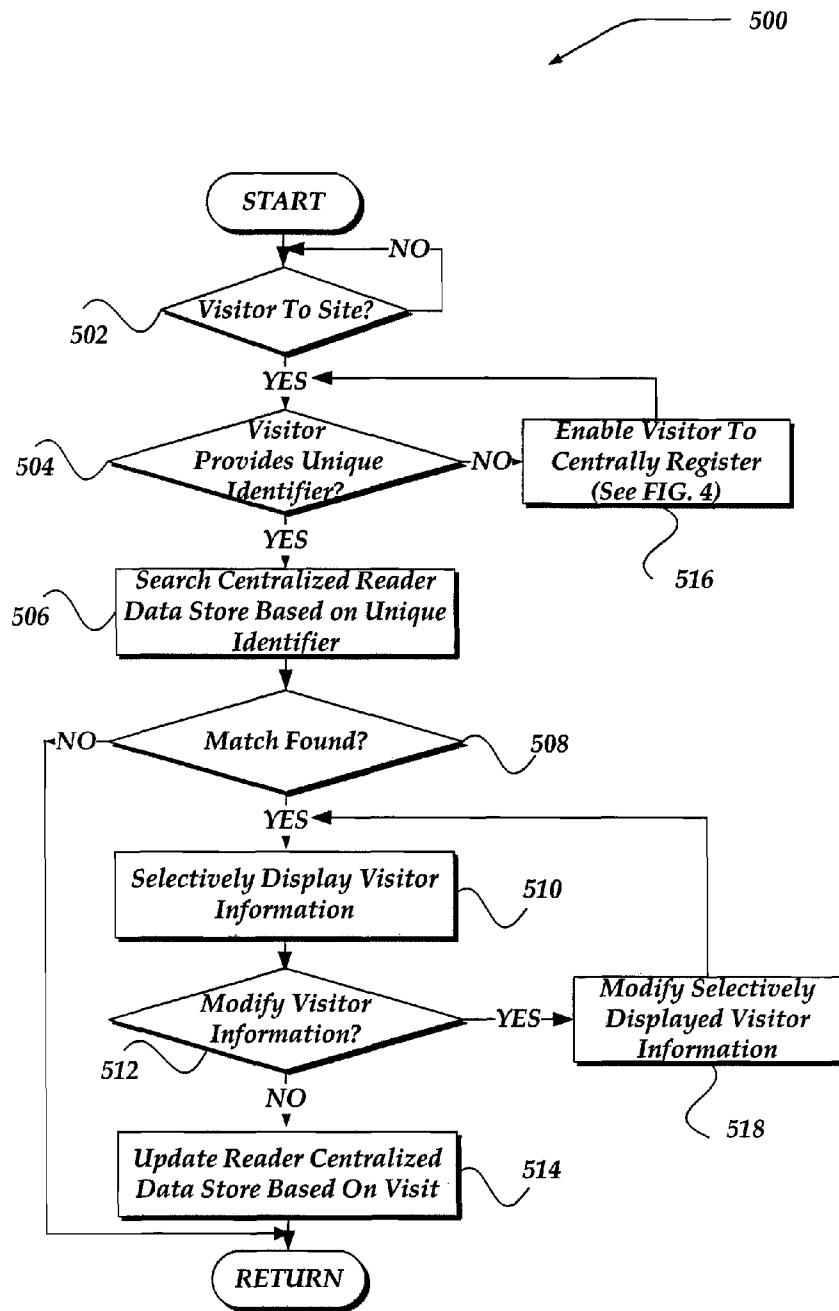 500
START
NO
Visitor To Site?
502
YES
Visitor
Provides Unique
Identifier?
504
NO
Enable Visitor To
Centrally Register
(See FIG. 4)
516
YES
Search Centralized Reader
Data Store Based on Unique
Identifier
506
NO
Match Found?
508
YES
Selectively Display Visitor
Information
510
Modify Visitor
Information?
512
YES
Modify Selectively
Displayed Visitor
Information
518
NO
Update Reader Centralized
Data Store Based On Visit
514
RETURN